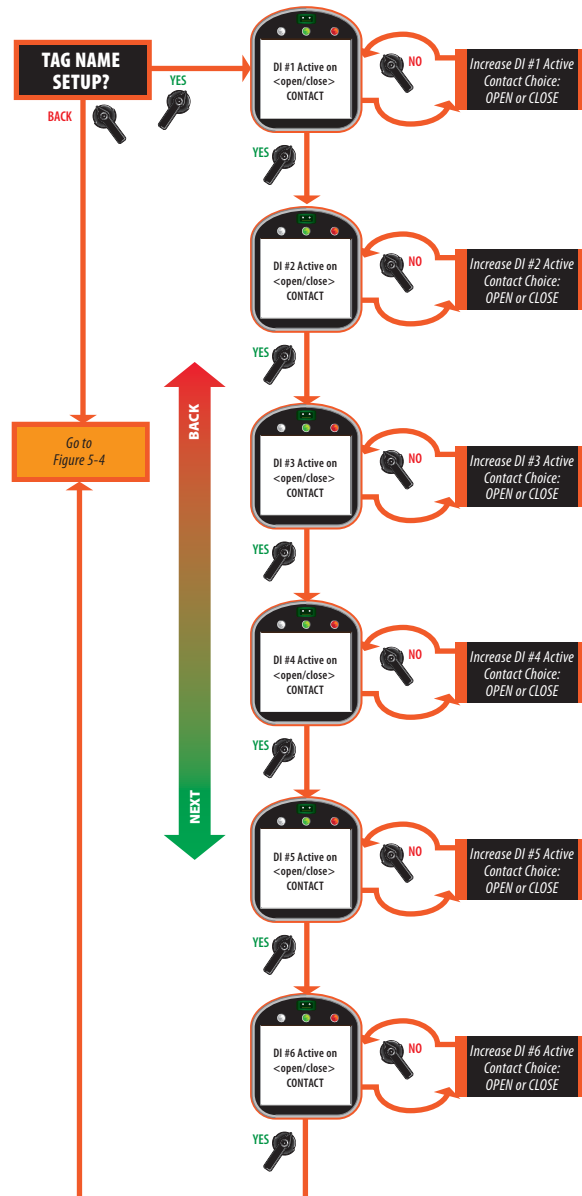 TAG NAME
SETUP?
YES
BACK
DI #1 Active on
<open/close>
CONTACT
NO
Increase DI #1 Active
Contact Choice:
OPEN or CLOSE
YES
DI #2 Active on
<open/close>
CONTACT
NO
Increase DI #2 Active
Contact Choice:
OPEN or CLOSE
YES
BACK
Go to
Figure 5-4
DI #3 Active on
<open/close>
CONTACT
NO
Increase DI #3 Active
Contact Choice:
OPEN or CLOSE
YES
DI #4 Active on
<open/close>
CONTACT
NO
Increase DI #4 Active
Contact Choice:
OPEN or CLOSE
YES
NEXT
DI #5 Active on
<open/close>
CONTACT
NO
Increase DI #5 Active
Contact Choice:
OPEN or CLOSE
YES
DI #6 Active on
<open/close>
CONTACT
NO
Increase DI #6 Active
Contact Choice:
OPEN or CLOSE
YES